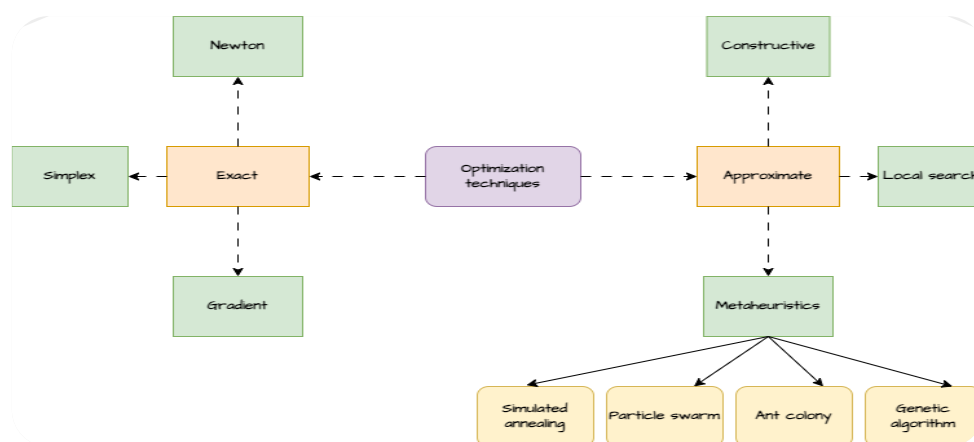 Newton
Constructive
Simplex
Exact
Optimization
techniques
Approximate
Local search
Gradient
Metaheuristics
Simulated
annealing
Particle swarm
Ant colony
Genetic
algorithm